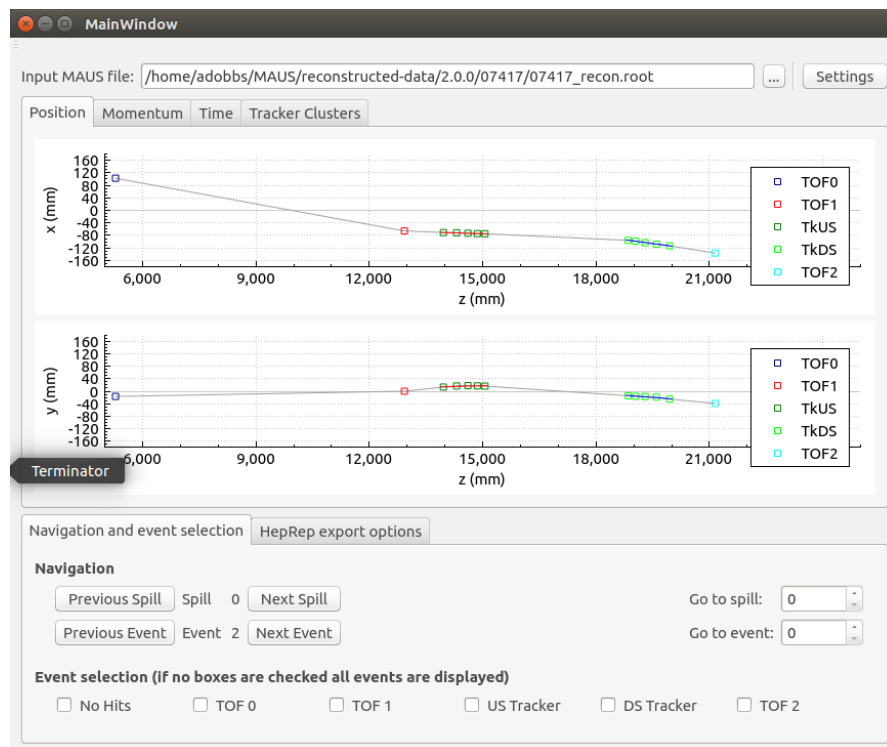 MainWindow
Input MAUS file: /home/adobbs/MAUS/reconstructed-data/2.0.0/07417/07417_recon.root ... Settings
Position Momentum Time Tracker Clusters
160
120
80
40
0
-40
-80
-120
-160
x (mm)
6,000 9,000 12,000 15,000 18,000 21,000
z (mm)
TOF0
TOF1
TkUS
TkDS
TOF2
160
120
80
40
0
-40
-80
-120
-160
y (mm)
6,000 9,000 12,000 15,000 18,000 21,000
z (mm)
TOF0
TOF1
TkUS
TkDS
TOF2
Terminator
Navigation and event selection HepRep export options
Navigation
Previous Spill Spill 0 Next Spill Go to spill: 0
Previous Event Event 2 Next Event Go to event: 0
Event selection (if no boxes are checked all events are displayed)
No Hits TOF 0 TOF 1 US Tracker DS Tracker TOF 2